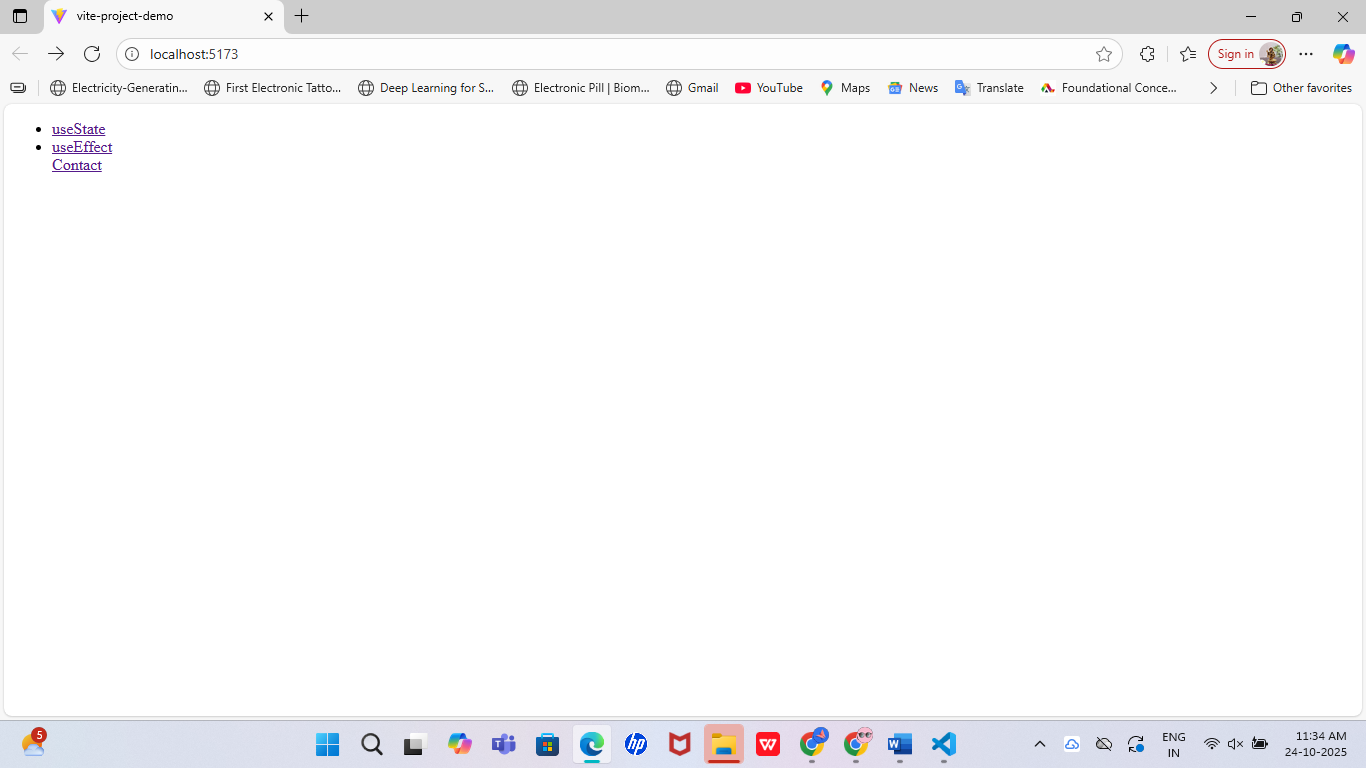 vite-project-demo
localhost:5173
Sign in
Electricity-Generatin...
First Electronic Tatto...
Deep Learning for S...
Electronic Pill | Biom...
Gmail
YouTube
Maps
News
Translate
Foundational Conce...
Other favorites
useState
useEffect
Contact
5
ENG
IN
11:34 AM
24-10-2025